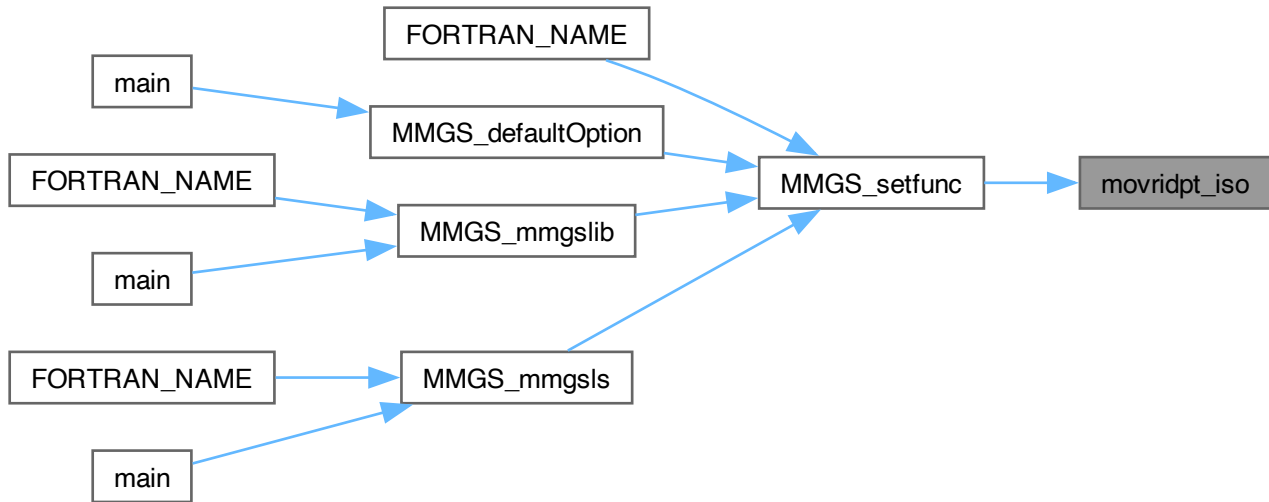 FORTRAN_NAME
main
MMGS_defaultOption
FORTRAN_NAME
MMGS_setfunc
movridpt_iso
MMGS_mmgslib
main
FORTRAN_NAME
MMGS_mmgsls
main